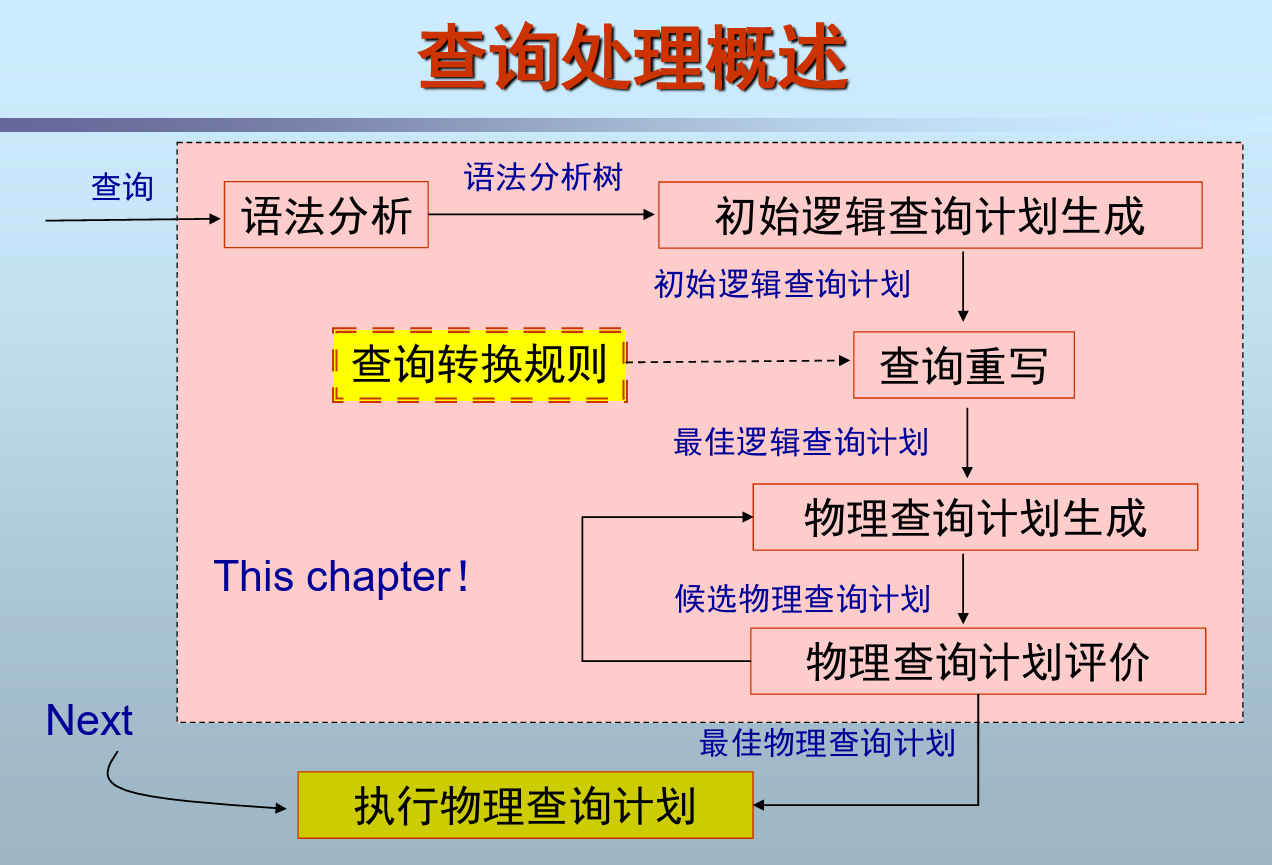 查询处理概述
查询
语法分析
语法分析树
初始逻辑查询计划生成
初始逻辑查询计划
查询转换规则
查询重写
最佳逻辑查询计划
物理查询计划生成
This chapter！
候选物理查询计划
物理查询计划评价
Next
最佳物理查询计划
执行物理查询计划